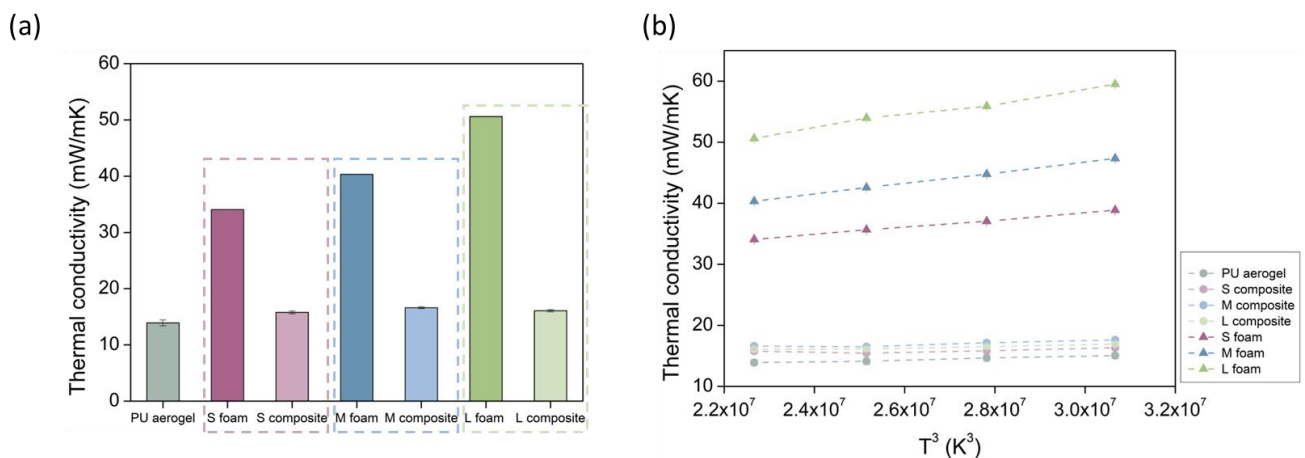 (a)
Thermal conductivity (mW/mK)
60
50
40
30
20
10
0
PU aerogel
S foam
S composite
M foam
M composite
L foam
L composite
(b)
Thermal conductivity (mW/mK)
60
50
40
30
20
10
2.2x10⁷
2.4x10⁷
2.6x10⁷
2.8x10⁷
3.0x10⁷
3.2x10⁷
T³ (K³)
PU aerogel
S composite
M composite
L composite
S foam
M foam
L foam